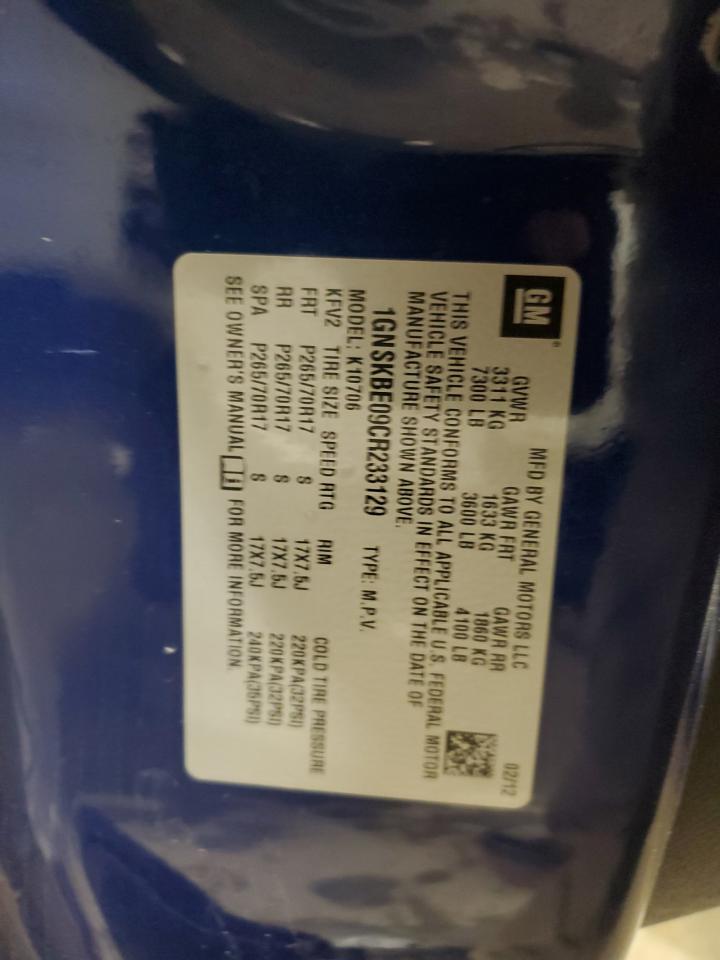 GM®
MFD BY GENERAL MOTORS LLC 02/12
GVWR GAWR FRT GAWR RR
3311 KG 1633 KG 1860 KG
7300 LB 3600 LB 4100 LB
THIS VEHICLE CONFORMS TO ALL APPLICABLE U.S. FEDERAL MOTOR
VEHICLE SAFETY STANDARDS IN EFFECT ON THE DATE OF
MANUFACTURE SHOWN ABOVE.
1GNSKBE09CR233129 TYPE: M.P.V.
MODEL: K10706
KFV2 TIRE SIZE SPEED RTG RIM COLD TIRE PRESSURE
FRT P265/70R17 S 17X7.5J 220KPA(32PSI)
RR P265/70R17 S 17X7.5J 220KPA(32PSI)
SPA P265/70R17 S 17X7.5J 240KPA(35PSI)
SEE OWNER'S MANUAL FOR MORE INFORMATION.